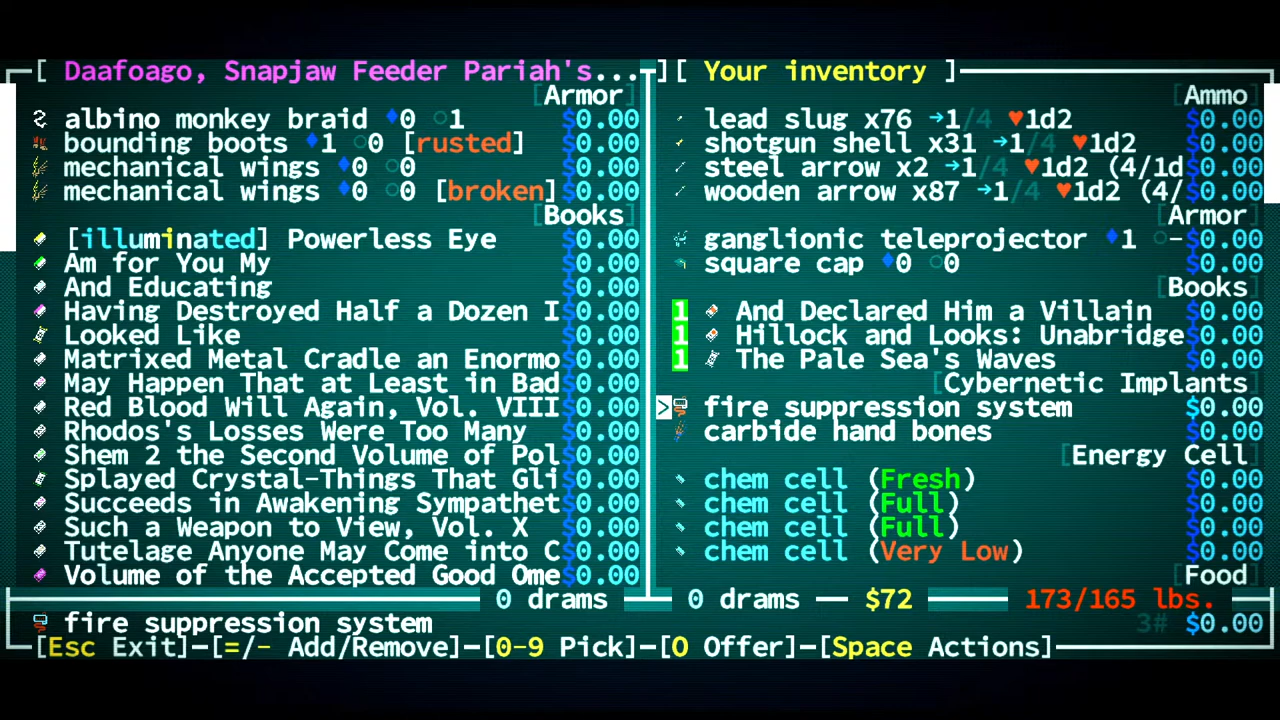 [ Daafoago, Snapjaw Feeder Pariah's...
[Armor]
albino monkey braid ♦0 ○1 $0.00
bounding boots ♦1 ○0 [rusted] $0.00
mechanical wings ♦0 ○0 $0.00
mechanical wings ♦0 ○0 [broken] $0.00
[Books]
[illuminated] Powerless Eye $0.00
Am for You My $0.00
And Educating $0.00
Having Destroyed Half a Dozen I $0.00
Looked Like $0.00
Matrixed Metal Cradle an Enormo $0.00
May Happen That at Least in Bad $0.00
Red Blood Will Again, Vol. VIII $0.00
Rhodos's Losses Were Too Many $0.00
Shem 2 the Second Volume of Pol $0.00
Splayed Crystal-Things That Gli $0.00
Succeeds in Awakening Sympathet $0.00
Such a Weapon to View, Vol. X $0.00
Tutelage Anyone May Come into C $0.00
Volume of the Accepted Good Ome $0.00
0 drams
][ Your inventory ]
[Ammo]
lead slug x76 →1/4 ♥1d2 $0.00
shotgun shell x31 →1/4 ♥1d2 $0.00
steel arrow x2 →1/4 ♥1d2 (4/1d $0.00
wooden arrow x87 →1/4 ♥1d2 (4/ $0.00
[Armor]
ganglionic teleprojector ♦1 ○- $0.00
square cap ♦0 ○0 $0.00
[Books]
1 And Declared Him a Villain $0.00
1 Hillock and Looks: Unabridge $0.00
1 The Pale Sea's Waves $0.00
[Cybernetic Implants]
> fire suppression system $0.00
carbide hand bones $0.00
[Energy Cell]
chem cell (Fresh) $0.00
chem cell (Full) $0.00
chem cell (Full) $0.00
chem cell (Very Low) $0.00
[Food]
0 drams — $72 173/165 lbs.
fire suppression system 3# $0.00
[Esc Exit]—[=/- Add/Remove]—[0-9 Pick]—[O Offer]—[Space Actions]